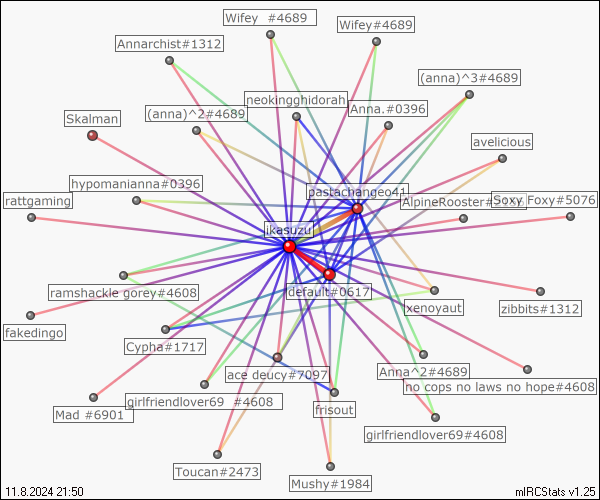 Wifey #4689
Wifey#4689
Annarchist#1312
(anna)^3#4689
neokingghidorah
Anna.#0396
(anna)^2#4689
Skalman
avelicious
hypomanianna#0396
pastachangeo41
rattgaming
AlpineRooster#
Soxy Foxy#5076
ikasuzu
ramshackle gorey#4608
default#0617
xenoyaut
zibbits#1312
fakedingo
Cypha#1717
ace deucy#7097
Anna^2#4689
no cops no laws no hope#4608
Mad #6901
girlfriendlover69 #4608
frisout
girlfriendlover69#4608
Toucan#2473
Mushy#1984
11.8.2024 21:50
mIRCStats v1.25